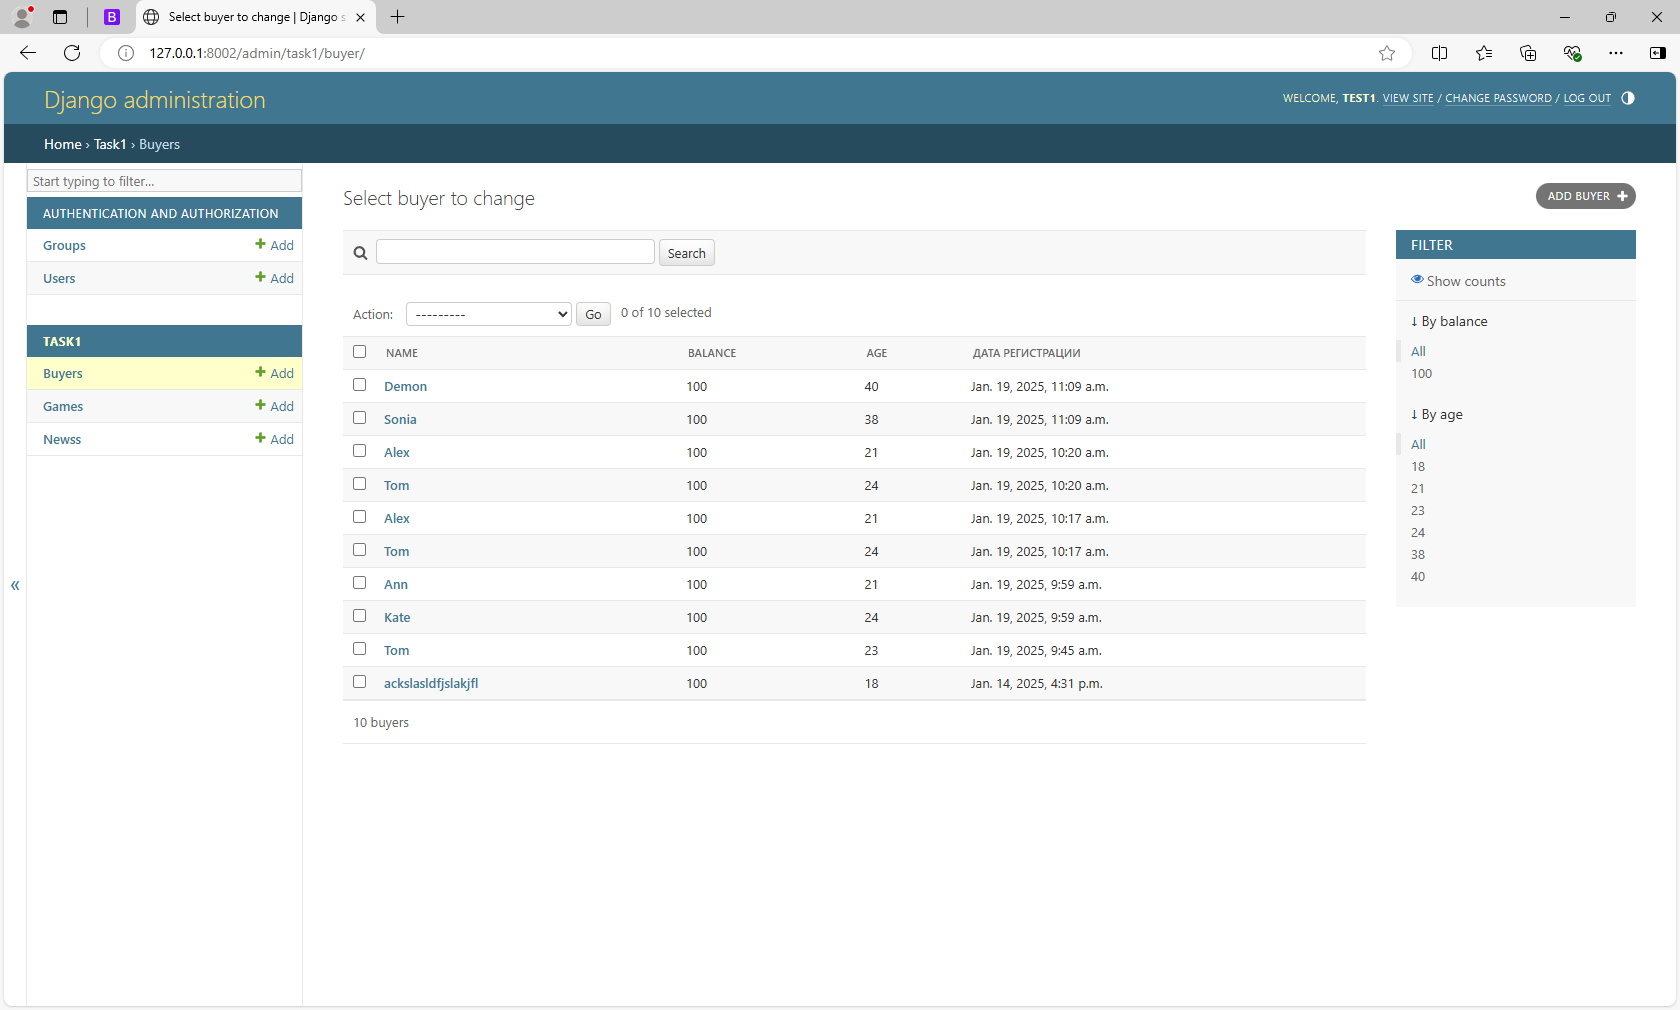 Select buyer to change | Django s
127.0.0.1:8002/admin/task1/buyer/
Django administration
WELCOME, TEST1. VIEW SITE / CHANGE PASSWORD / LOG OUT
Home › Task1 › Buyers
Start typing to filter...
AUTHENTICATION AND AUTHORIZATION
Groups Add
Users Add
TASK1
Buyers Add
Games Add
Newss Add
«
Select buyer to change
ADD BUYER
Search
Action: --------- Go 0 of 10 selected
NAME BALANCE AGE ДАТА РЕГИСТРАЦИИ
Demon 100 40 Jan. 19, 2025, 11:09 a.m.
Sonia 100 38 Jan. 19, 2025, 11:09 a.m.
Alex 100 21 Jan. 19, 2025, 10:20 a.m.
Tom 100 24 Jan. 19, 2025, 10:20 a.m.
Alex 100 21 Jan. 19, 2025, 10:17 a.m.
Tom 100 24 Jan. 19, 2025, 10:17 a.m.
Ann 100 21 Jan. 19, 2025, 9:59 a.m.
Kate 100 24 Jan. 19, 2025, 9:59 a.m.
Tom 100 23 Jan. 19, 2025, 9:45 a.m.
ackslasldfjslakjfl 100 18 Jan. 14, 2025, 4:31 p.m.
10 buyers
FILTER
Show counts
↓ By balance
All
100
↓ By age
All
18
21
23
24
38
40